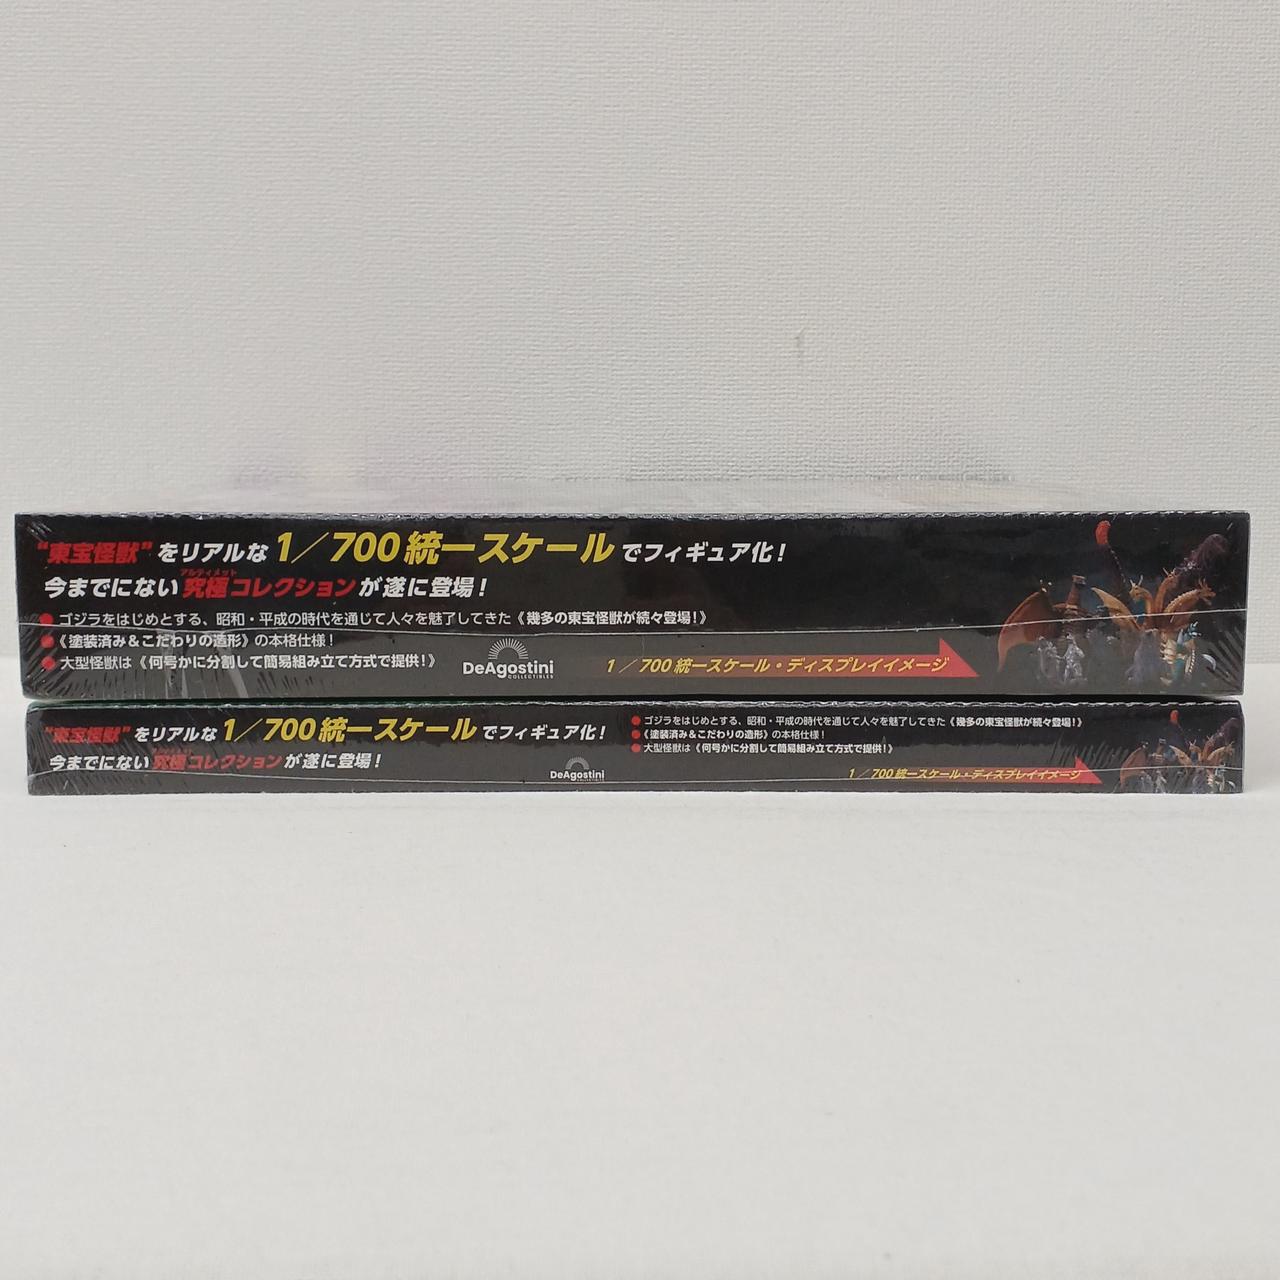 “東宝怪獣”をリアルな1／700統一スケールでフィギュア化！
アルティメット
今までにない究極コレクションが遂に登場！
● ゴジラをはじめとする、昭和・平成の時代を通じて人々を魅了してきた《幾多の東宝怪獣が続々登場！》
● 《塗装済み＆こだわりの造形》の本格仕様！
● 大型怪獣は《何号かに分割して簡易組み立て方式で提供！》
DeAgostini
COLLECTIBLES
1／700統一スケール・ディスプレイイメージ
“東宝怪獣”をリアルな1／700統一スケールでフィギュア化！
アルティメット
今までにない究極コレクションが遂に登場！
● ゴジラをはじめとする、昭和・平成の時代を通じて人々を魅了してきた《幾多の東宝怪獣が続々登場！》
● 《塗装済み＆こだわりの造形》の本格仕様！
● 大型怪獣は《何号かに分割して簡易組み立て方式で提供！》
DeAgostini
1／700統一スケール・ディスプレイイメージ